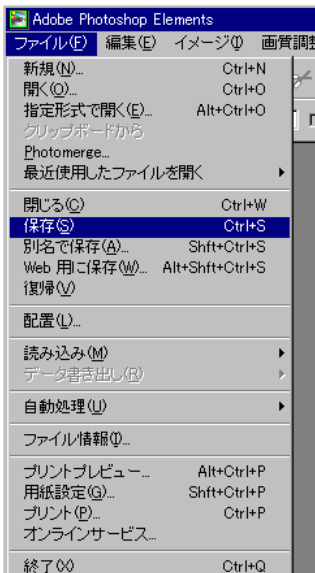 Adobe Photoshop Elements
ファイル(F) 編集(E) イメージ(I) 画質調整
新規(N)... Ctrl+N
開く(O)... Ctrl+O
指定形式で開く(E)... Alt+Ctrl+O
クリップボードから
Photomerge...
最近使用したファイルを開く
閉じる(C) Ctrl+W
保存(S) Ctrl+S
別名で保存(A)... Shft+Ctrl+S
Web 用に保存(W)... Alt+Shft+Ctrl+S
復帰(V)
配置(L)...
読み込み(M)
データ書き出し(R)
自動処理(U)
ファイル情報(I)...
プリントプレビュー... Alt+Ctrl+P
用紙設定(G)... Shft+Ctrl+P
プリント(P)... Ctrl+P
オンラインサービス...
終了(X) Ctrl+Q